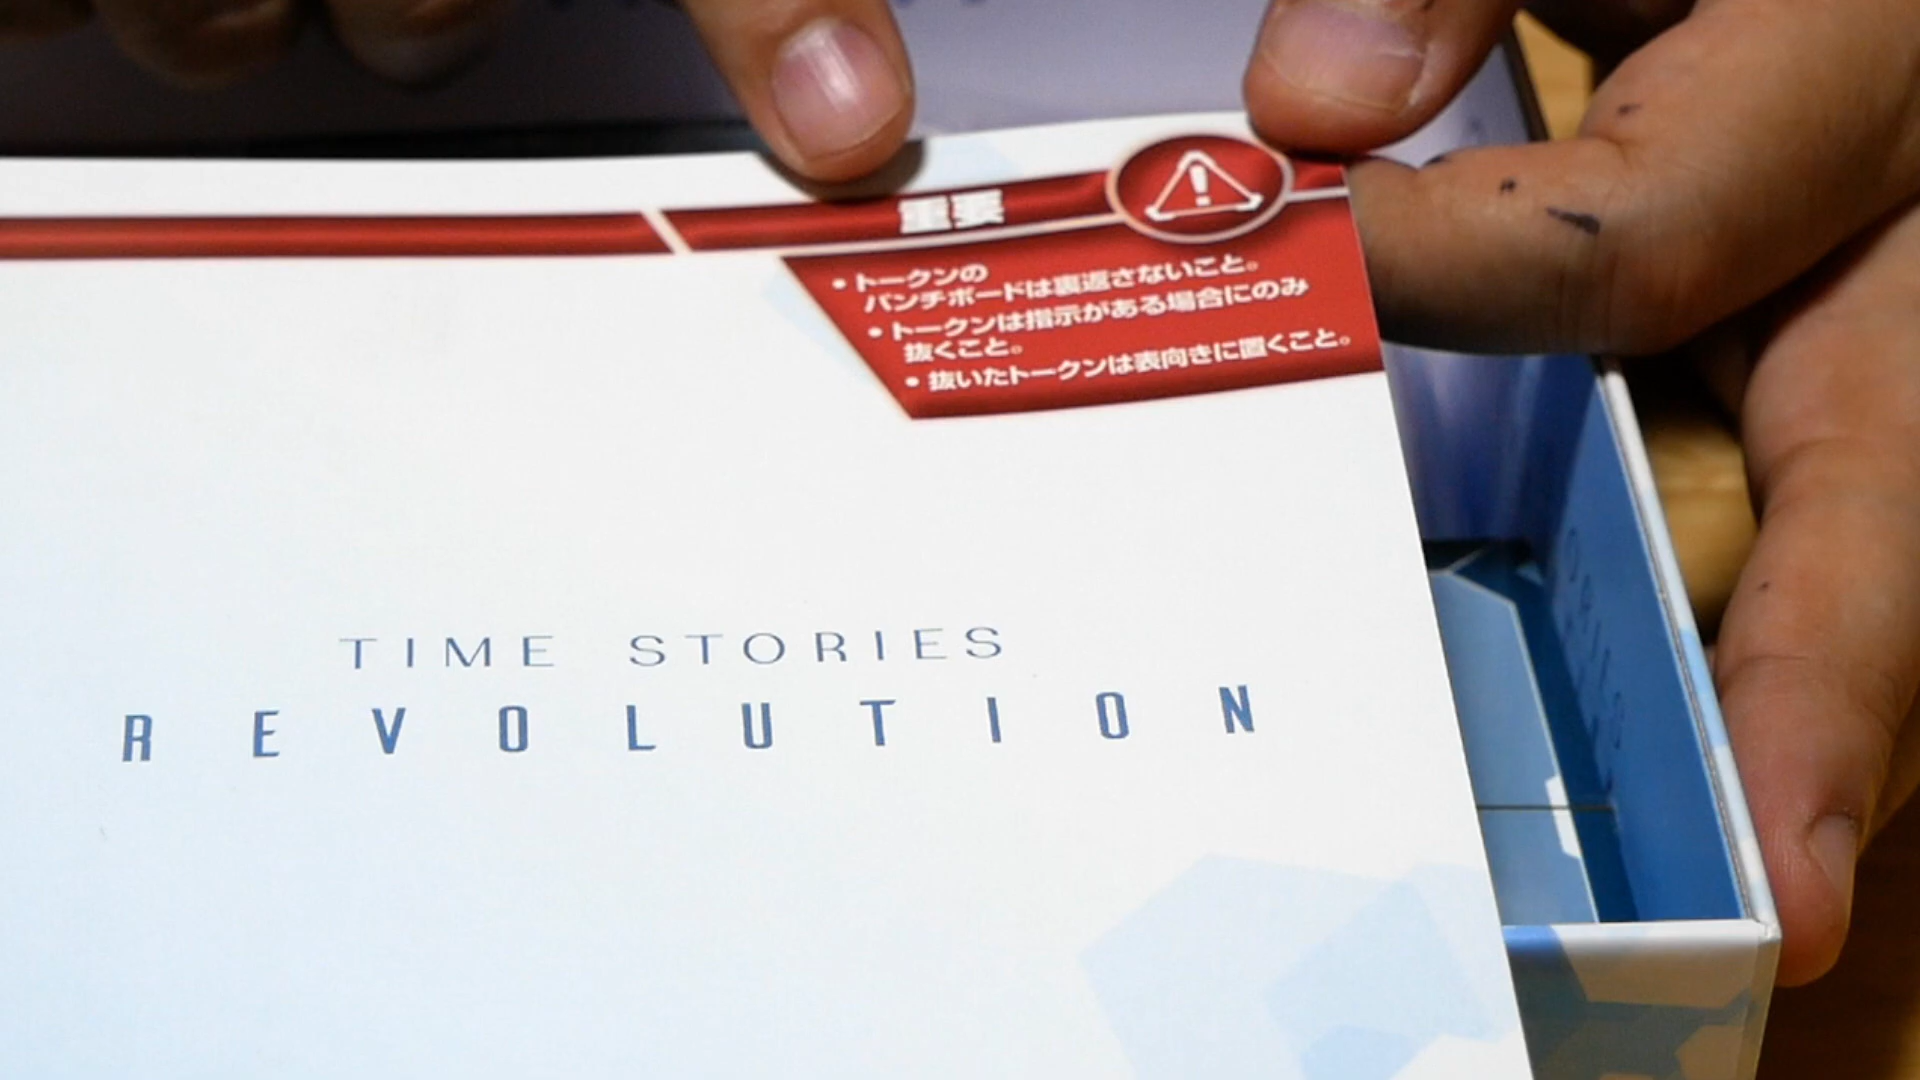 重要
• トークンの
パンチボードは裏返さないこと。
• トークンは指示がある場合にのみ
抜くこと。
• 抜いたトークンは表向きに置くこと。
TIME STORIES
REVOLUTION